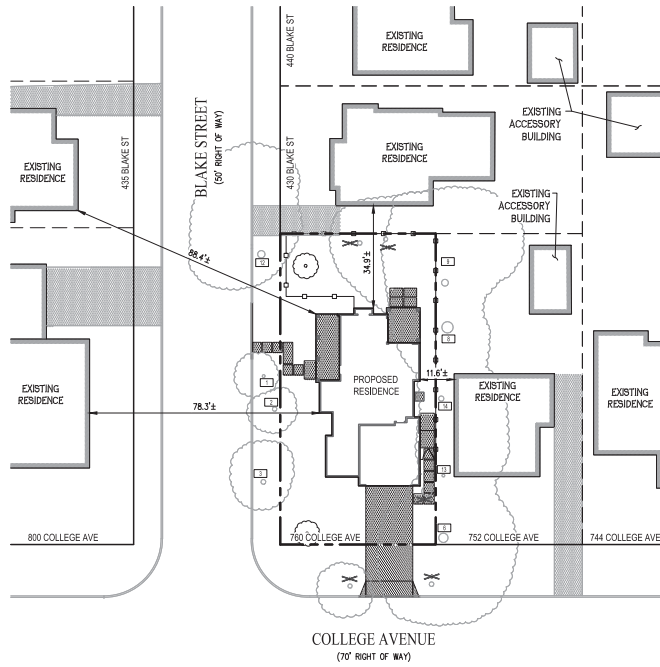 440 BLAKE ST
EXISTING
RESIDENCE
BLAKE STREET
(50' RIGHT OF WAY)
EXISTING
ACCESSORY
BUILDING
435 BLAKE ST
430 BLAKE ST
EXISTING
RESIDENCE
EXISTING
RESIDENCE
EXISTING
ACCESSORY
BUILDING
88.4'±
34.9'±
12
9
8
EXISTING
RESIDENCE
PROPOSED
RESIDENCE
11.6'±
EXISTING
RESIDENCE
EXISTING
RESIDENCE
1
2
14
78.3'±
3
13
6
800 COLLEGE AVE
760 COLLEGE AVE
752 COLLEGE AVE
744 COLLEGE AVE
COLLEGE AVENUE
(70' RIGHT OF WAY)